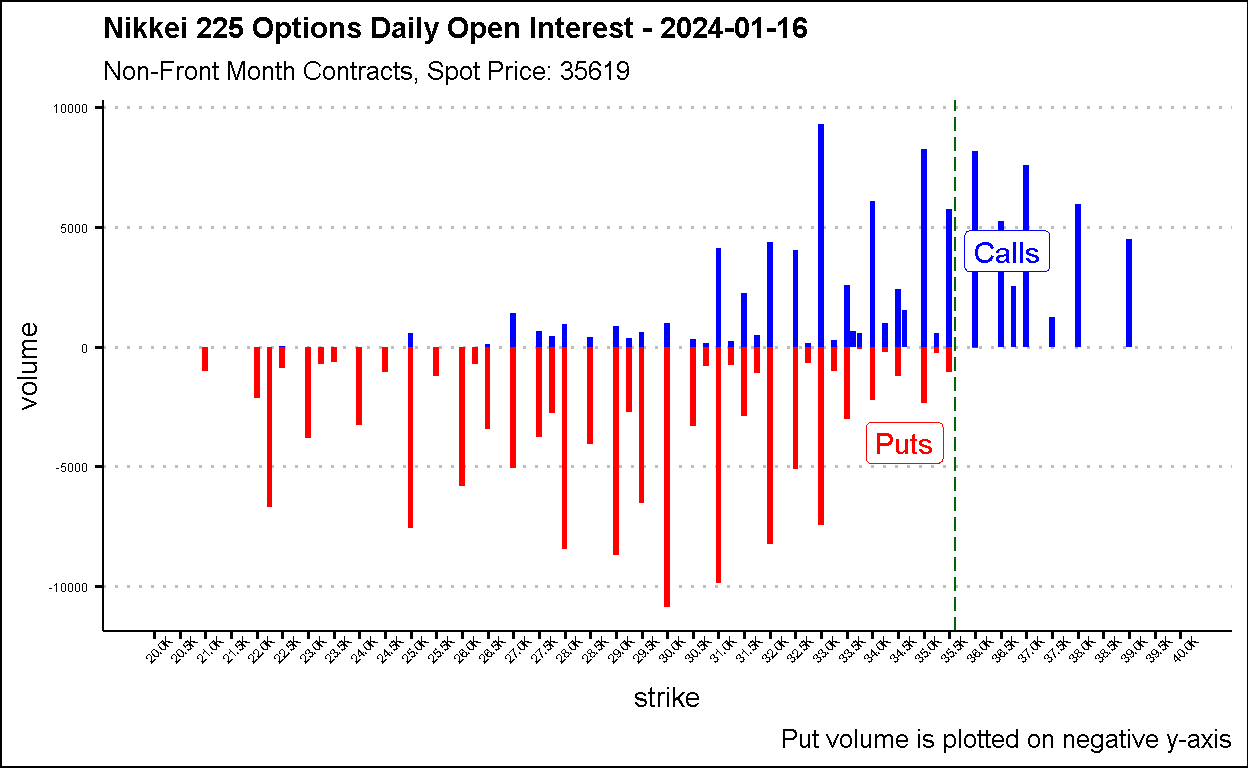 Nikkei 225 Options Daily Open Interest - 2024-01-16
Non-Front Month Contracts, Spot Price: 35619
10000
5000
0
-5000
-10000
volume
Calls
Puts
20.0K 20.5K 21.0K 21.5K 22.0K 22.5K 23.0K 23.5K 24.0K 24.5K 25.0K 25.5K 26.0K 26.5K 27.0K 27.5K 28.0K 28.5K 29.0K 29.5K 30.0K 30.5K 31.0K 31.5K 32.0K 32.5K 33.0K 33.5K 34.0K 34.5K 35.0K 35.5K 36.0K 36.5K 37.0K 37.5K 38.0K 38.5K 39.0K 39.5K 40.0K
strike
Put volume is plotted on negative y-axis